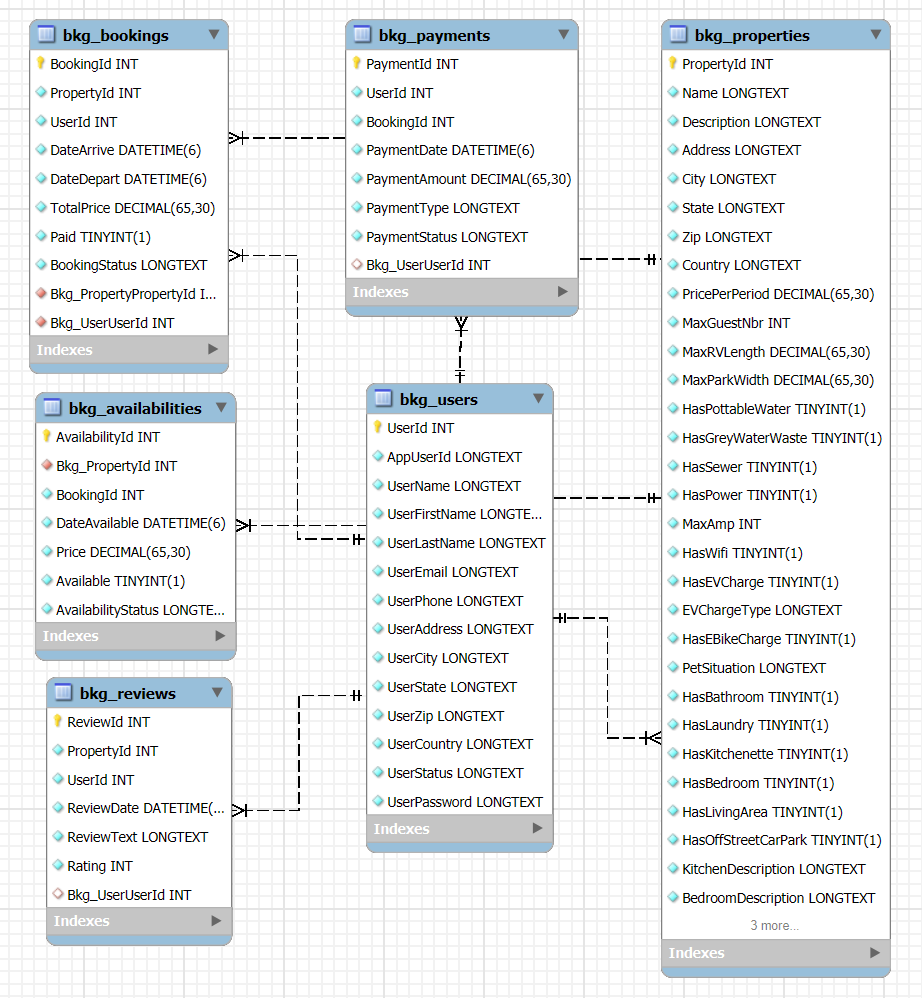 bkg_bookings
BookingId INT
PropertyId INT
UserId INT
DateArrive DATETIME(6)
DateDepart DATETIME(6)
TotalPrice DECIMAL(65,30)
Paid TINYINT(1)
BookingStatus LONGTEXT
Bkg_PropertyPropertyId I...
Bkg_UserUserId INT
Indexes
bkg_payments
PaymentId INT
UserId INT
BookingId INT
PaymentDate DATETIME(6)
PaymentAmount DECIMAL(65,30)
PaymentType LONGTEXT
PaymentStatus LONGTEXT
Bkg_UserUserId INT
Indexes
bkg_properties
PropertyId INT
Name LONGTEXT
Description LONGTEXT
Address LONGTEXT
City LONGTEXT
State LONGTEXT
Zip LONGTEXT
Country LONGTEXT
PricePerPeriod DECIMAL(65,30)
MaxGuestNbr INT
MaxRVLength DECIMAL(65,30)
MaxParkWidth DECIMAL(65,30)
HasPottableWater TINYINT(1)
HasGreyWaterWaste TINYINT(1)
HasSewer TINYINT(1)
HasPower TINYINT(1)
MaxAmp INT
HasWifi TINYINT(1)
HasEVCharge TINYINT(1)
EVChargeType LONGTEXT
HasEBikeCharge TINYINT(1)
PetSituation LONGTEXT
HasBathroom TINYINT(1)
HasLaundry TINYINT(1)
HasKitchenette TINYINT(1)
HasBedroom TINYINT(1)
HasLivingArea TINYINT(1)
HasOffStreetCarPark TINYINT(1)
KitchenDescription LONGTEXT
BedroomDescription LONGTEXT
3 more...
Indexes
bkg_availabilities
AvailabilityId INT
Bkg_PropertyId INT
BookingId INT
DateAvailable DATETIME(6)
Price DECIMAL(65,30)
Available TINYINT(1)
AvailabilityStatus LONGTE...
Indexes
bkg_users
UserId INT
AppUserId LONGTEXT
UserName LONGTEXT
UserFirstName LONGTE...
UserLastName LONGTEXT
UserEmail LONGTEXT
UserPhone LONGTEXT
UserAddress LONGTEXT
UserCity LONGTEXT
UserState LONGTEXT
UserZip LONGTEXT
UserCountry LONGTEXT
UserStatus LONGTEXT
UserPassword LONGTEXT
Indexes
bkg_reviews
ReviewId INT
PropertyId INT
UserId INT
ReviewDate DATETIME(...
ReviewText LONGTEXT
Rating INT
Bkg_UserUserId INT
Indexes